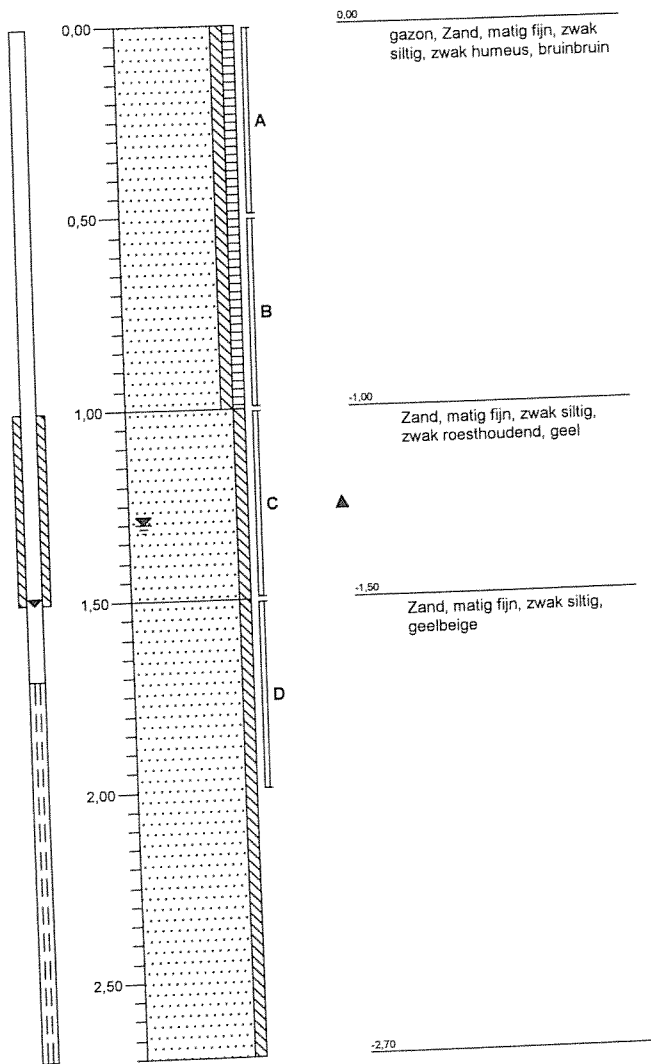 0,00
0,00
gazon, Zand, matig fijn, zwak
siltig, zwak humeus, bruinbruin
A
0,50
B
1,00
-1,00
Zand, matig fijn, zwak siltig,
zwak roesthoudend, geel
C
1,50
-1,50
Zand, matig fijn, zwak siltig,
geelbeige
D
2,00
2,50
-2,70